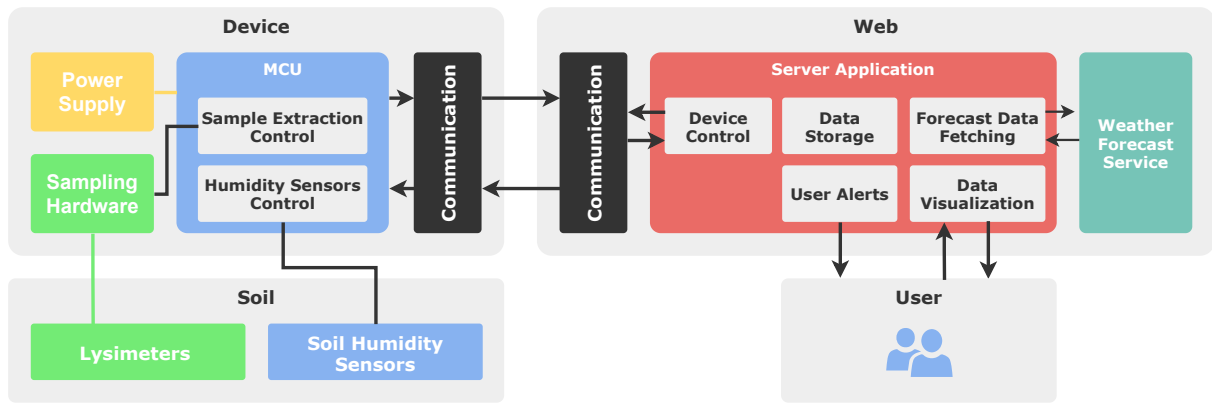 Device
Power
Supply
MCU
Sample Extraction
Control
Humidity Sensors
Control
Sampling
Hardware
Communication
Soil
Lysimeters
Soil Humidity
Sensors
Web
Communication
Server Application
Device
Control
Data
Storage
Forecast Data
Fetching
User Alerts
Data
Visualization
Weather
Forecast
Service
User